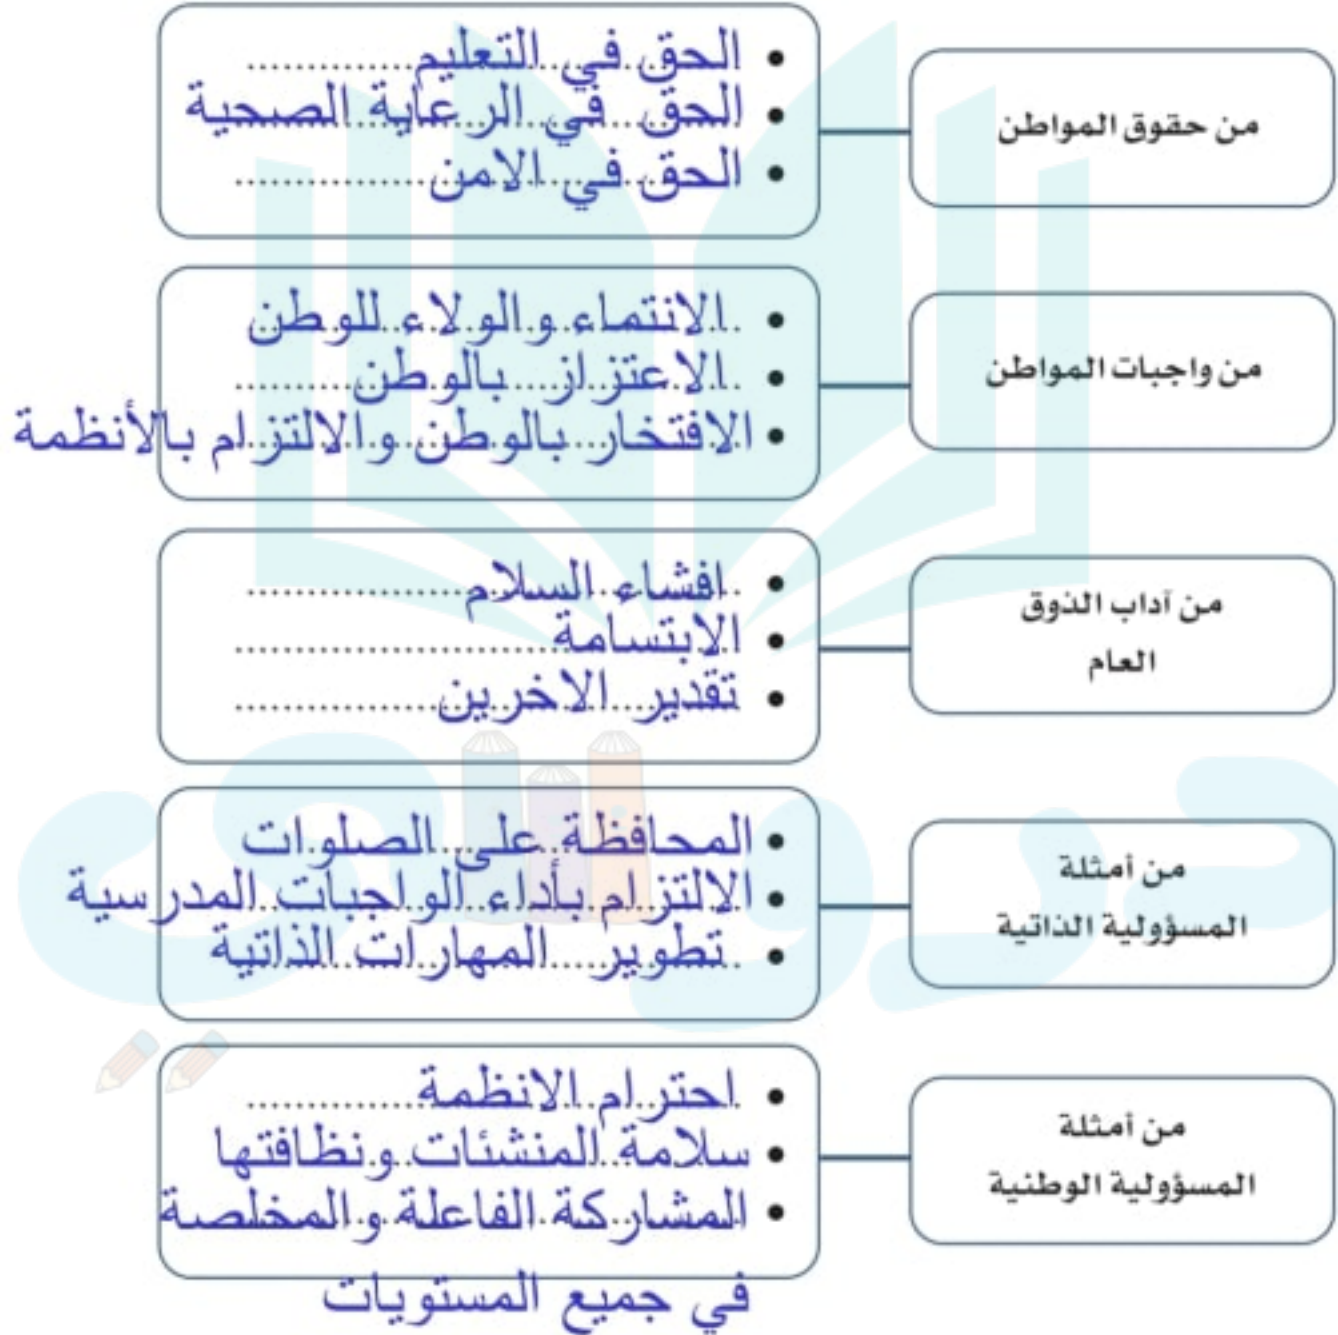 من حقوق المواطن
• الحق في التعليم
• الحق في الرعاية الصحية
• الحق في الامن
من واجبات المواطن
• الانتماء والولاء للوطن
• الاعتزاز بالوطن
• الافتخار بالوطن والالتزام بالأنظمة
من آداب الذوق
العام
• افشاء السلام
• الابتسامة
• تقدير الاخرين
من أمثلة
المسؤولية الذاتية
• المحافظة على الصلوات
• الالتزام بأداء الواجبات المدرسية
• تطوير المهارات الذاتية
من أمثلة
المسؤولية الوطنية
• احترام الانظمة
• سلامة المنشئات ونظافتها
• المشاركة الفاعلة والمخلصة
في جميع المستويات